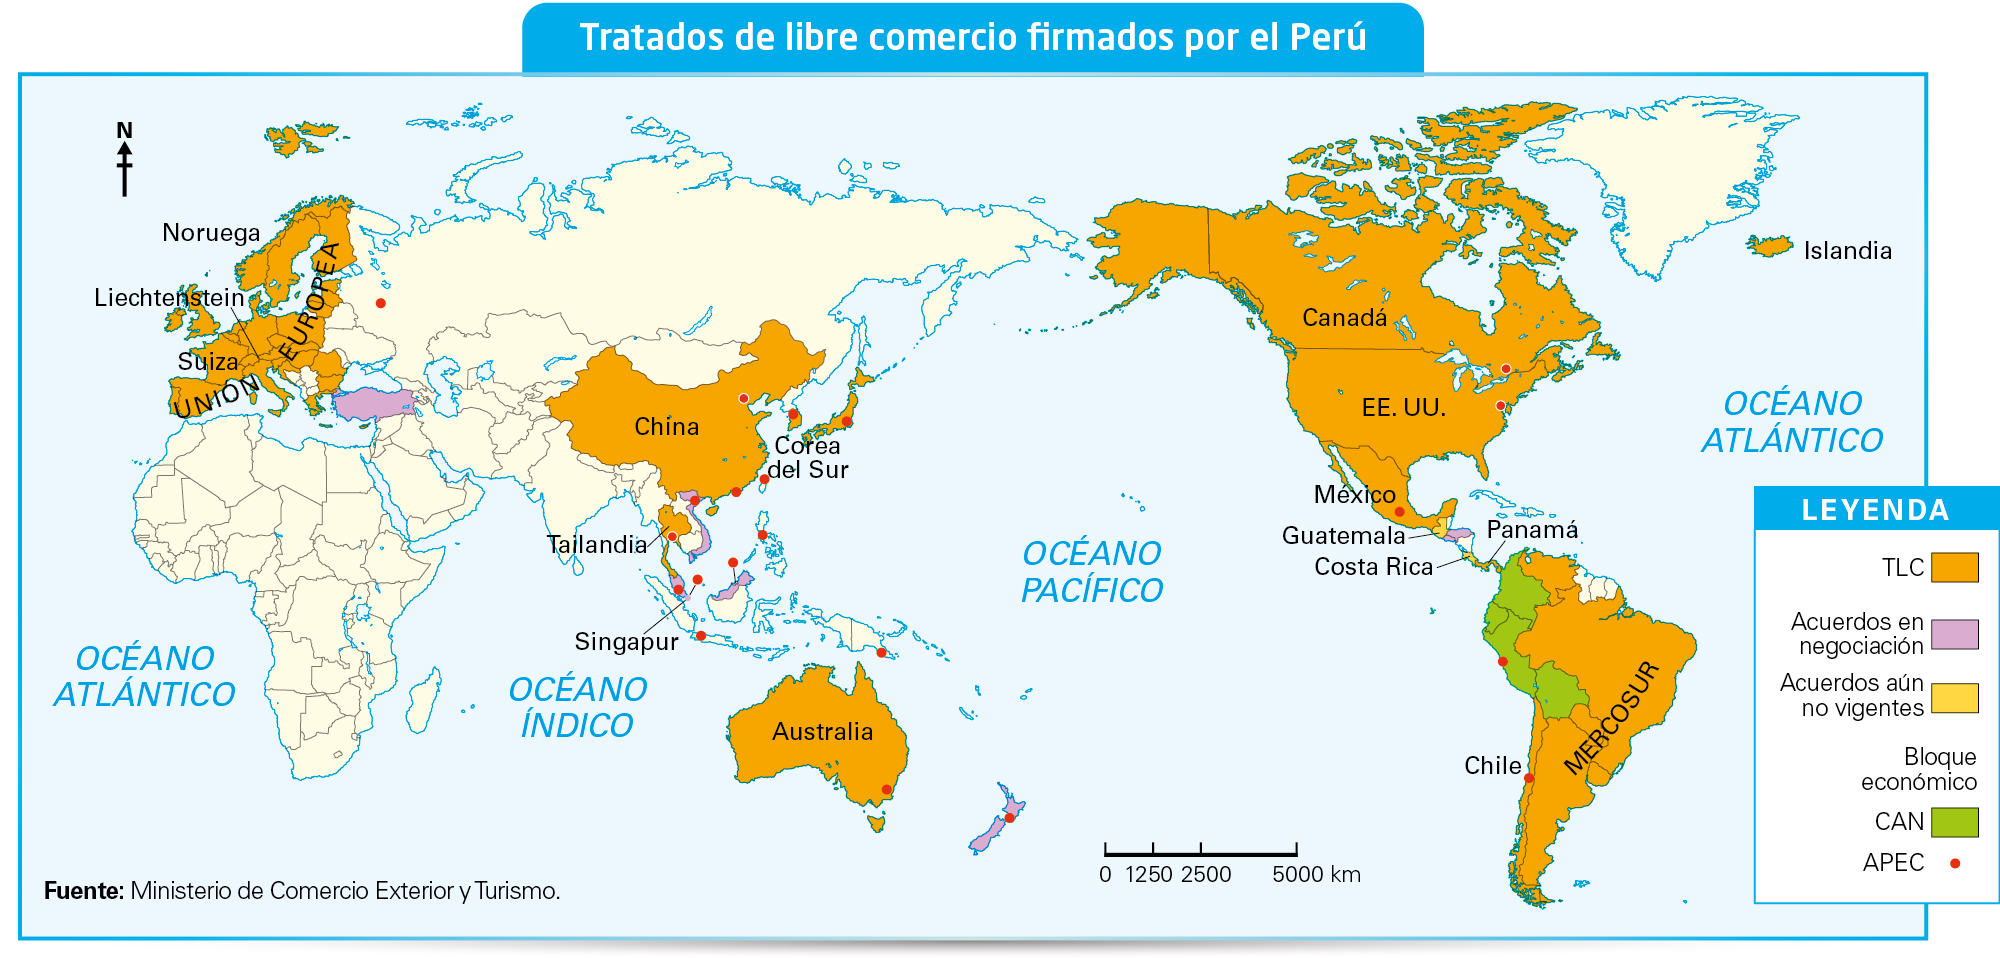 Tratados de libre comercio firmados por el Perú
N
Noruega
Islandia
Liechtenstein
UNIÓN EUROPEA
Suiza
Canadá
EE. UU.
China
Corea
del Sur
OCÉANO
ATLÁNTICO
México
Guatemala
Panamá
Costa Rica
Tailandia
OCÉANO
PACÍFICO
Singapur
OCÉANO
ATLÁNTICO
OCÉANO
ÍNDICO
Australia
MERCOSUR
Chile
0 1250 2500 5000 km
Fuente: Ministerio de Comercio Exterior y Turismo.
LEYENDA
TLC
Acuerdos en
negociación
Acuerdos aún
no vigentes
Bloque
económico
CAN
APEC